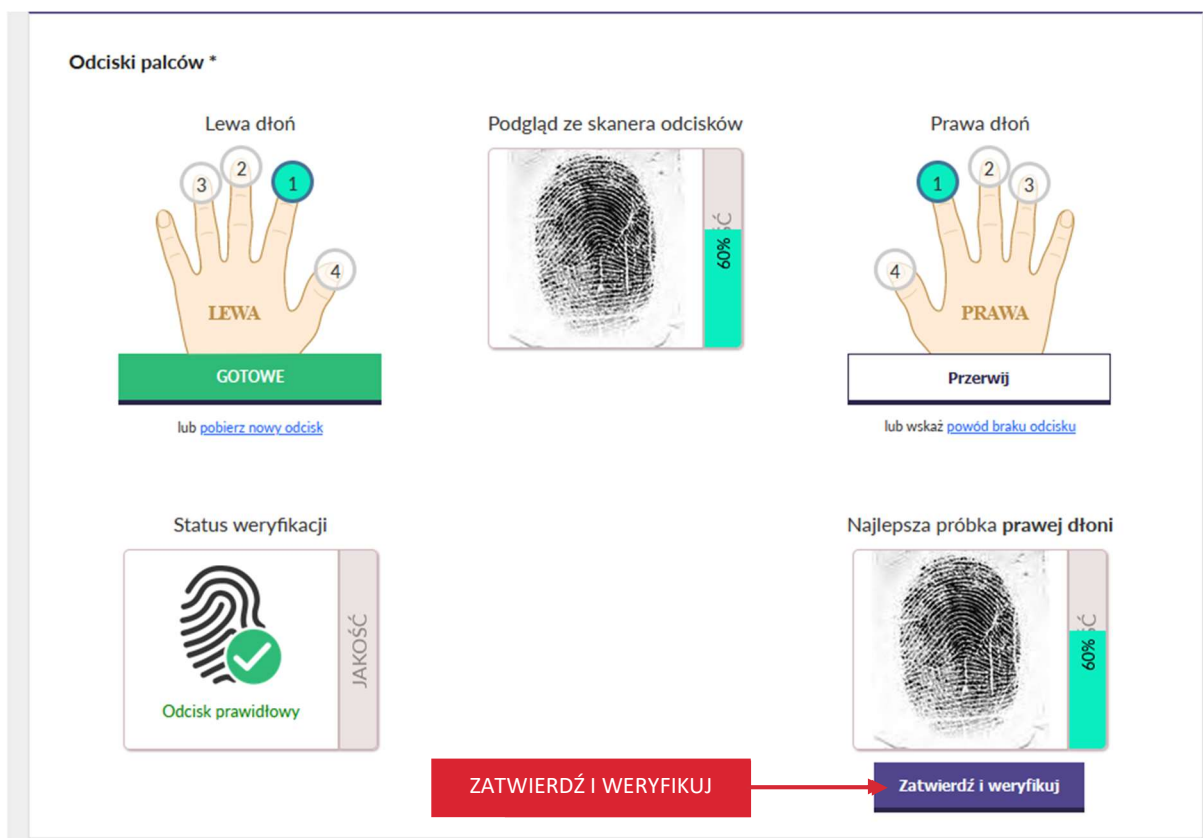 Odciski palców *
Lewa dłoń
Podgląd ze skanera odcisków
Prawa dłoń
3
2
1
4
LEWA
60%
1
2
3
4
PRAWA
GOTOWE
Przerwij
lub pobierz nowy odcisk
lub wskaż powód braku odcisku
Status weryfikacji
Najlepsza próbka prawej dłoni
JAKOŚĆ
Odcisk prawidłowy
60%
ZATWIERDŹ I WERYFIKUJ
Zatwierdź i weryfikuj